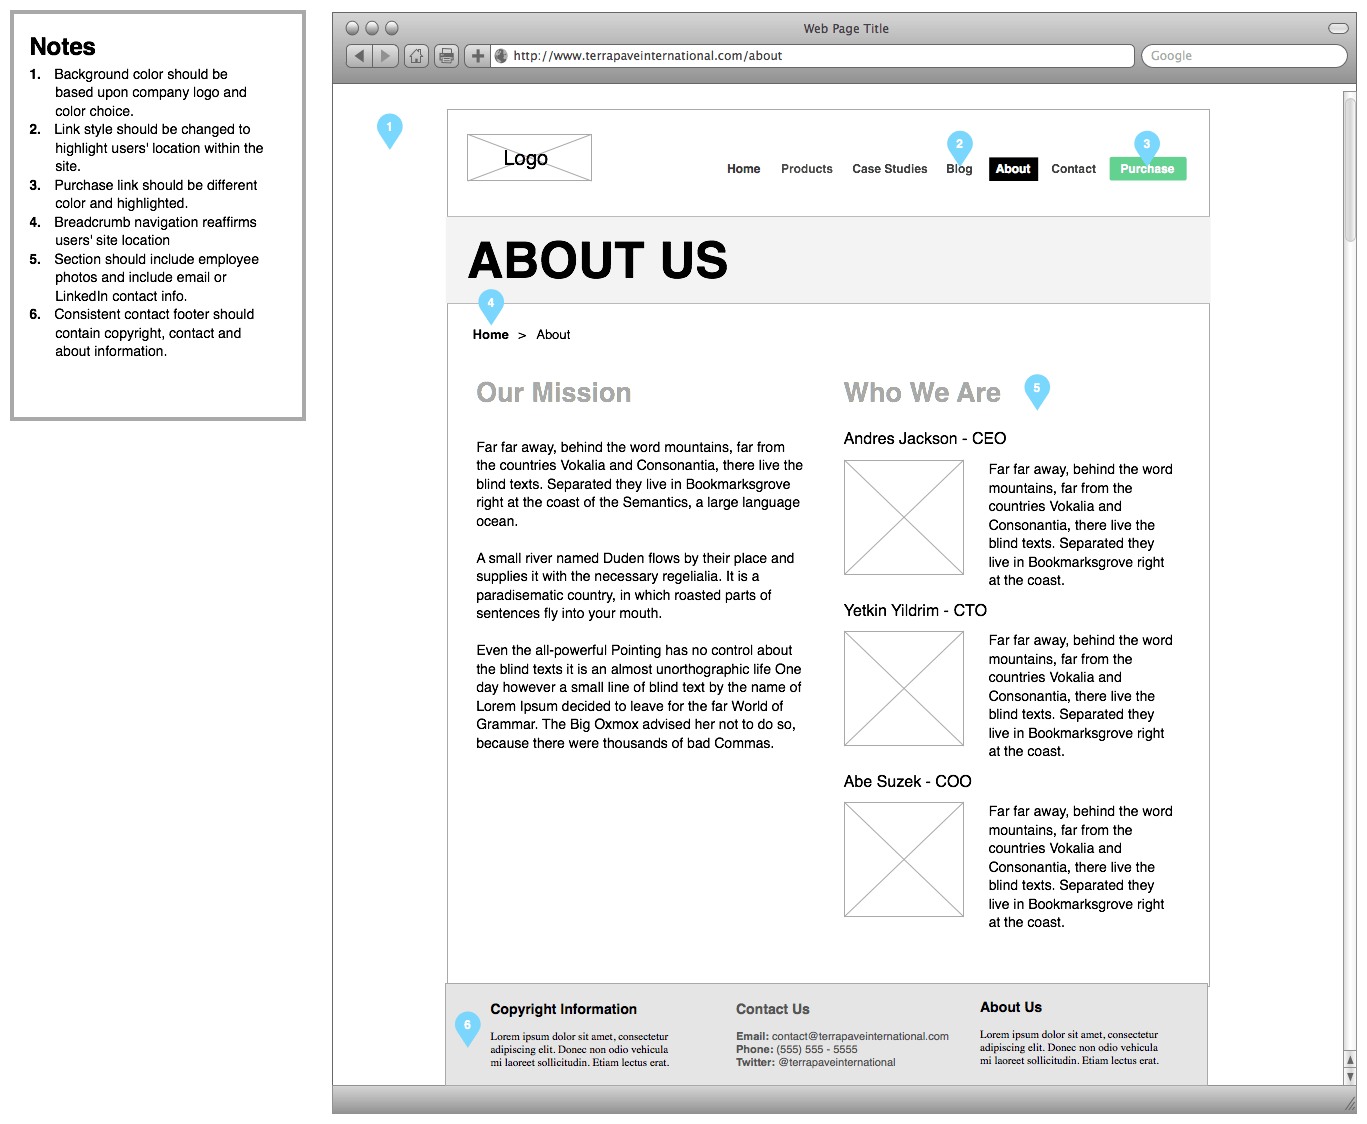 Notes
1. Background color should be
based upon company logo and
color choice.
2. Link style should be changed to
highlight users' location within the
site.
3. Purchase link should be different
color and highlighted.
4. Breadcrumb navigation reaffirms
users' site location
5. Section should include employee
photos and include email or
LinkedIn contact info.
6. Consistent contact footer should
contain copyright, contact and
about information.
Web Page Title
http://www.terrapaveinternational.com/about
Google
1
2
3
Logo
Home Products Case Studies Blog About Contact Purchase
ABOUT US
4
Home > About
Our Mission
Far far away, behind the word mountains, far from
the countries Vokalia and Consonantia, there live the
blind texts. Separated they live in Bookmarksgrove
right at the coast of the Semantics, a large language
ocean.
A small river named Duden flows by their place and
supplies it with the necessary regelialia. It is a
paradisematic country, in which roasted parts of
sentences fly into your mouth.
Even the all-powerful Pointing has no control about
the blind texts it is an almost unorthographic life One
day however a small line of blind text by the name of
Lorem Ipsum decided to leave for the far World of
Grammar. The Big Oxmox advised her not to do so,
because there were thousands of bad Commas.
Who We Are
5
Andres Jackson - CEO
Far far away, behind the word
mountains, far from the
countries Vokalia and
Consonantia, there live the
blind texts. Separated they
live in Bookmarksgrove right
at the coast.
Yetkin Yildrim - CTO
Far far away, behind the word
mountains, far from the
countries Vokalia and
Consonantia, there live the
blind texts. Separated they
live in Bookmarksgrove right
at the coast.
Abe Suzek - COO
Far far away, behind the word
mountains, far from the
countries Vokalia and
Consonantia, there live the
blind texts. Separated they
live in Bookmarksgrove right
at the coast.
6
Copyright Information
Lorem ipsum dolor sit amet, consectetur
adipiscing elit. Donec non odio vehicula
mi laoreet sollicitudin. Etiam lectus erat.
Contact Us
Email: contact@terrapaveinternational.com
Phone: (555) 555 - 5555
Twitter: @terrapaveinternational
About Us
Lorem ipsum dolor sit amet, consectetur
adipiscing elit. Donec non odio vehicula
mi laoreet sollicitudin. Etiam lectus erat.